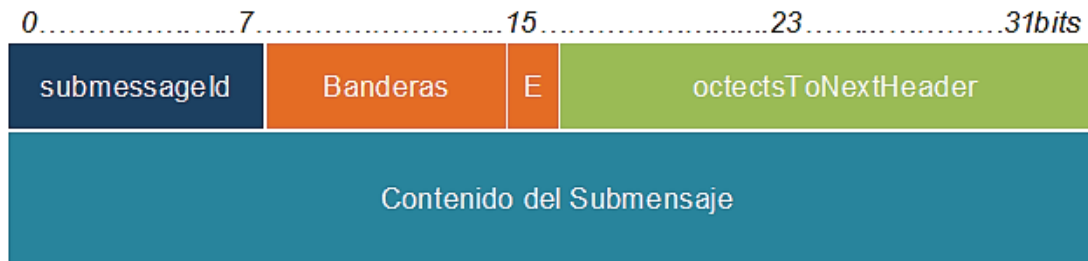 0......................7..........................15.........................23.....................31bits
submessageId Banderas E octectsToNextHeader
Contenido del Submensaje